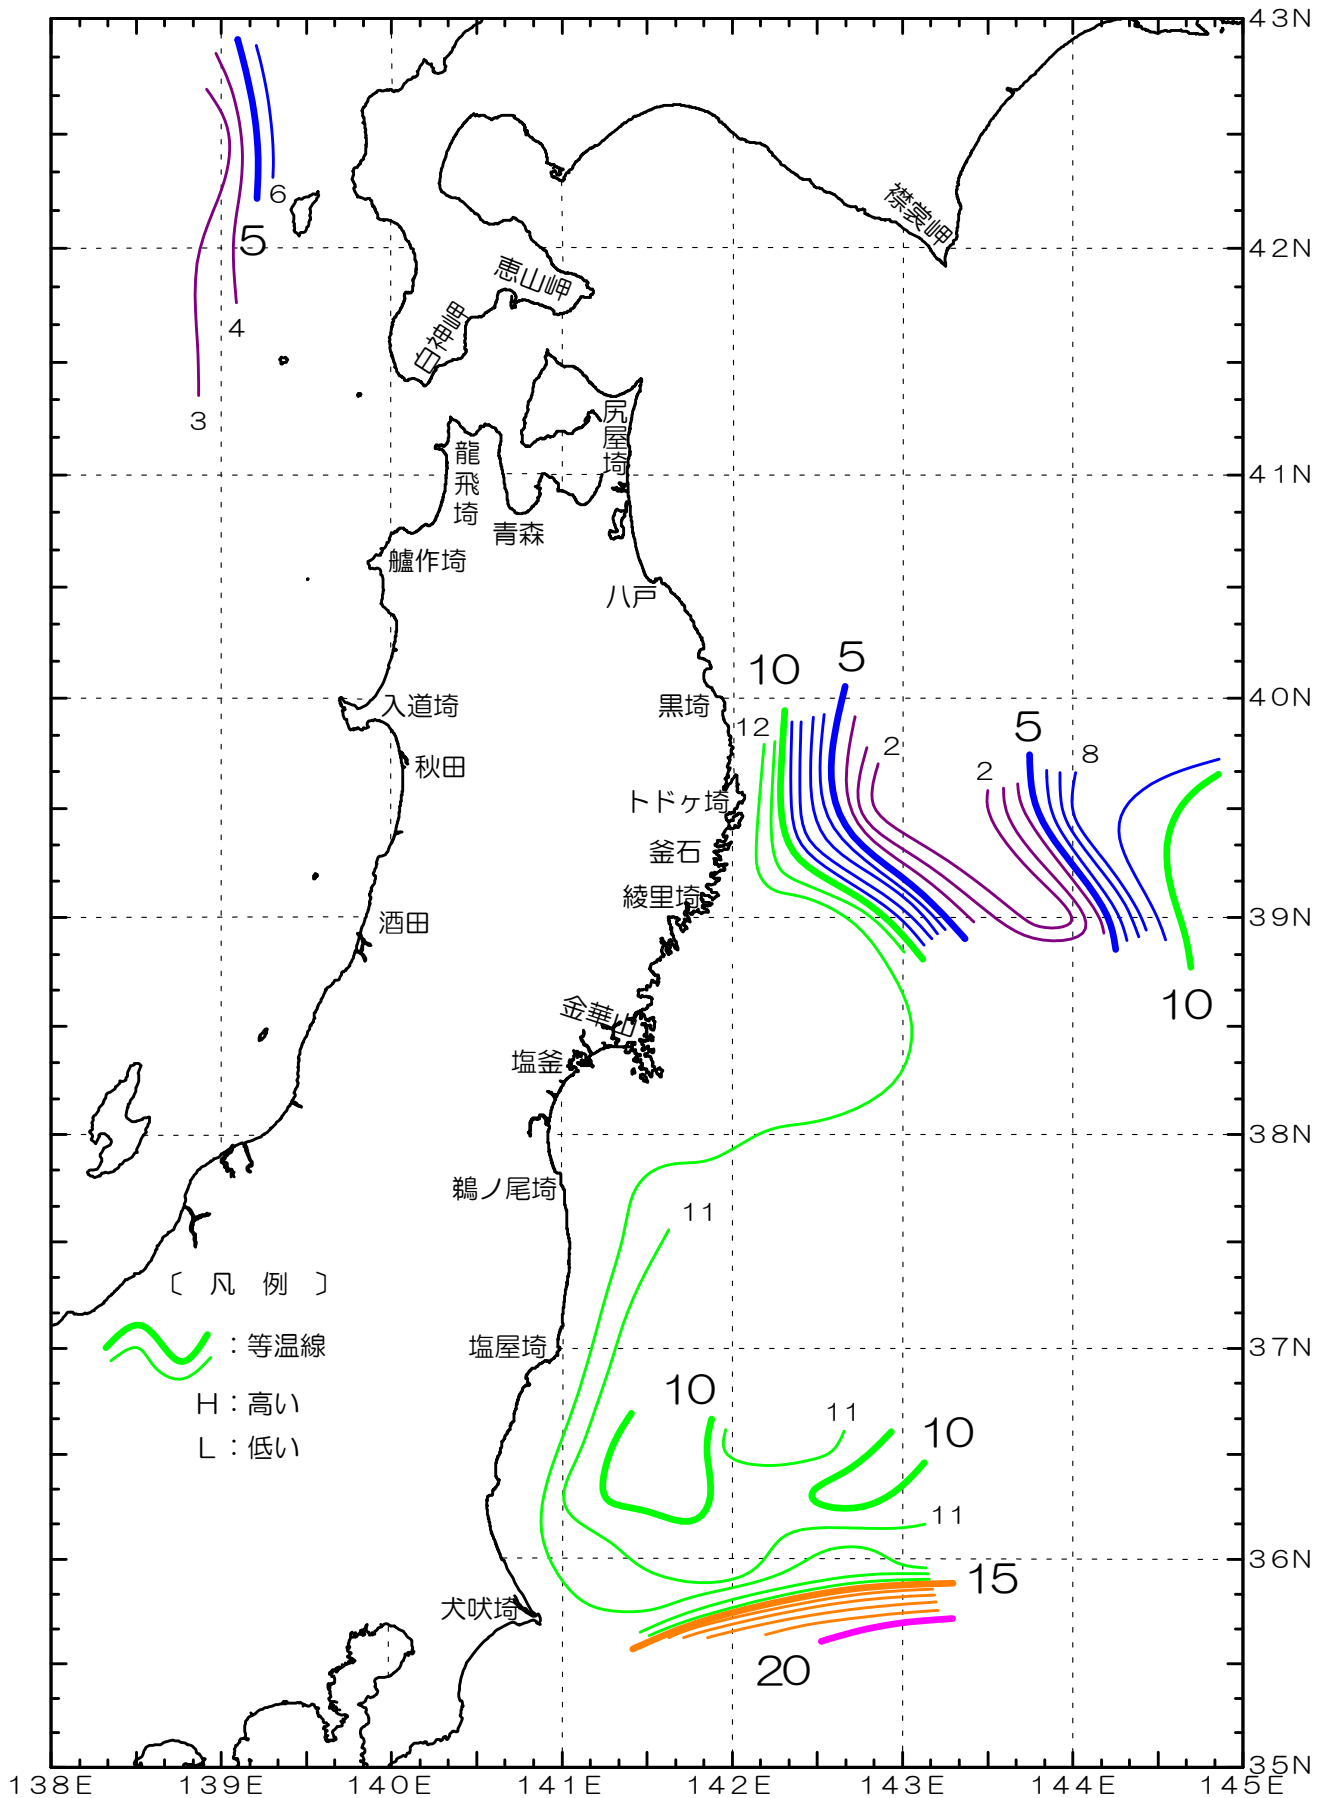 43N
6
5
襟裳岬
42N
恵山岬
白神岬
4
3
尻屋埼
龍飛埼
41N
青森
艫作埼
八戸
10
5
入道埼
黒埼
40N
12
2
5
2
8
秋田
トドヶ埼
釜石
綾里埼
酒田
39N
10
金華山
塩釜
38N
鵜ノ尾埼
11
〔 凡 例 〕
：等温線
H：高い
L：低い
塩屋埼
37N
10
11
10
11
36N
15
犬吠埼
20
35N
138E
139E
140E
141E
142E
143E
144E
145E